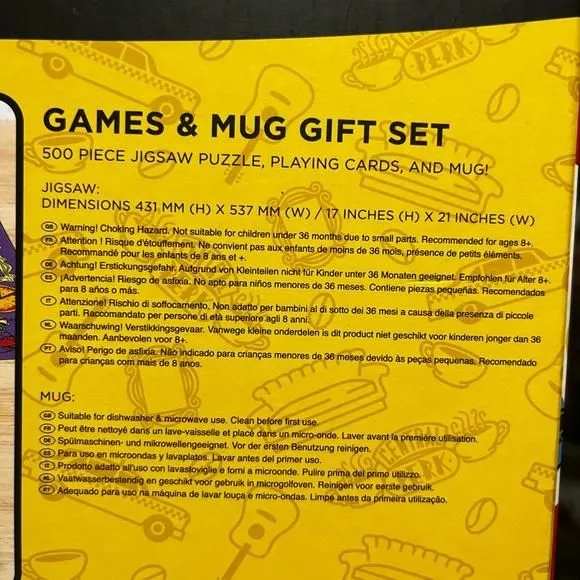 PERK
GAMES & MUG GIFT SET
500 PIECE JIGSAW PUZZLE, PLAYING CARDS, AND MUG!
JIGSAW:
DIMENSIONS 431 MM (H) X 537 MM (W) / 17 INCHES (H) X 21 INCHES (W)
GB Warning! Choking Hazard. Not suitable for children under 36 months due to small parts. Recommended for ages 8+.
FR Attention ! Risque d'étouffement. Ne convient pas aux enfants de moins de 36 mois, présence de petits éléments.
Recommandé pour les enfants de 8 ans et +.
DE Achtung! Erstickungsgefahr. Aufgrund von Kleinteilen nicht für Kinder unter 36 Monaten geeignet. Empfohlen für Alter 8+.
ES ¡Advertencia! Riesgo de asfixia. No apto para niños menores de 36 meses. Contiene piezas pequeñas. Recomendados
para 8 años o más.
IT Attenzione! Rischio di soffocamento. Non adatto per bambini al di sotto dei 36 mesi a causa della presenza di piccole
parti. Raccomandato per persone di età superiore agli 8 anni.
NL Waarschuwing! Verstikkingsgevaar. Vanwege kleine onderdelen is dit product niet geschikt voor kinderen jonger dan 36
maanden. Aanbevolen voor 8+.
PT Aviso! Perigo de asfixia. Não indicado para crianças menores de 36 meses devido às peças pequenas. Recomendado
para crianças com mais de 8 anos.
MUG:
GB Suitable for dishwasher & microwave use. Clean before first use.
FR Peut être nettoyé dans un lave-vaisselle et placé dans un micro-onde. Laver avant la première utilisation.
DE Spülmaschinen- und mikrowellengeeignet. Vor der ersten Benutzung reinigen.
ES Para uso en microondas y lavaplatos. Lavar antes del primer uso.
IT Prodotto adatto all'uso con lavastoviglie e forni a microonde. Pulire prima del primo utilizzo.
NL Vaatwasserbestendig en geschikt voor gebruik in microgolfoven. Reinigen voor eerste gebruik.
PT Adequado para uso na máquina de lavar louça e micro-ondas. Limpe antes da primeira utilização.
PERK